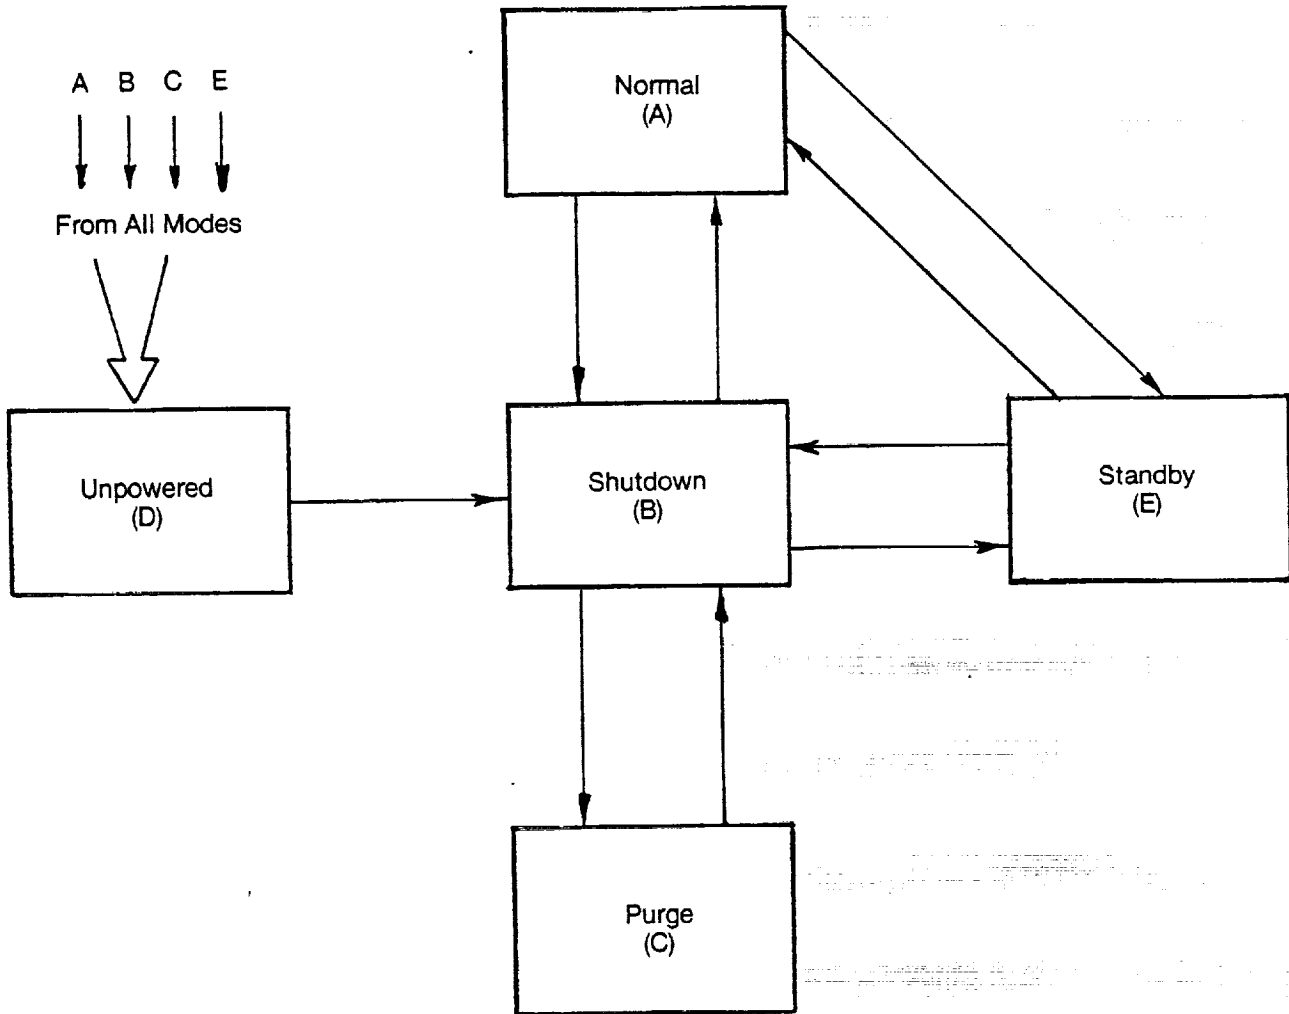 A B C E
From All Modes
Normal
(A)
Unpowered
(D)
Shutdown
(B)
Standby
(E)
Purge
(C)